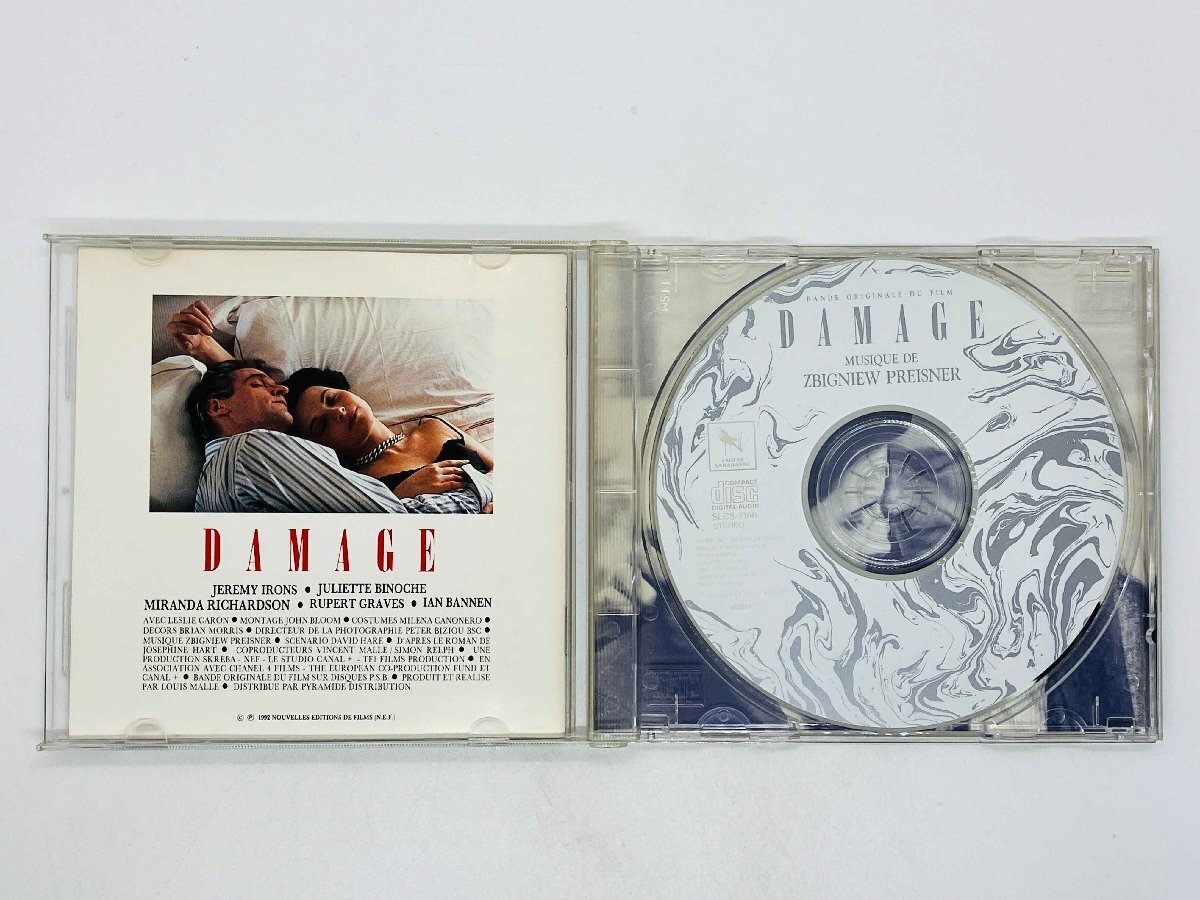 DAMAGE
JEREMY IRONS • JULIETTE BINOCHE
MIRANDA RICHARDSON • RUPERT GRAVES • IAN BANNEN
AVEC LESLIE CARON • MONTAGE JOHN BLOOM • COSTUMES MILENA CANONERO •
DECORS BRIAN MORRIS • DIRECTEUR DE LA PHOTOGRAPHIE PETER BIZIOU BSC •
MUSIQUE ZBIGNIEW PREISNER • SCENARIO DAVID HARE • D'APRES LE ROMAN DE
JOSEPHINE HART • COPRODUCTEURS VINCENT MALLE / SIMON RELPH • UNE
PRODUCTION SKREBA - NEF - LE STUDIO CANAL + - TF1 FILMS PRODUCTION • EN
ASSOCIATION AVEC CHANEL 4 FILMS - THE EUROPEAN CO-PRODUCTION FUND ET
CANAL + • BANDE ORIGINALE DU FILM SUR DISQUES P.S.B. • PRODUIT ET REALISE
PAR LOUIS MALLE • DISTRIBUE PAR PYRAMIDE DISTRIBUTION
© ℗ 1992 NOUVELLES EDITIONS DE FILMS (N.E.F.)
BANDE ORIGINALE DU FILM
DAMAGE
MUSIQUE DE
ZBIGNIEW PREISNER
VARESE
SARABANDE
COMPACT
disc
DIGITAL AUDIO
STEREO